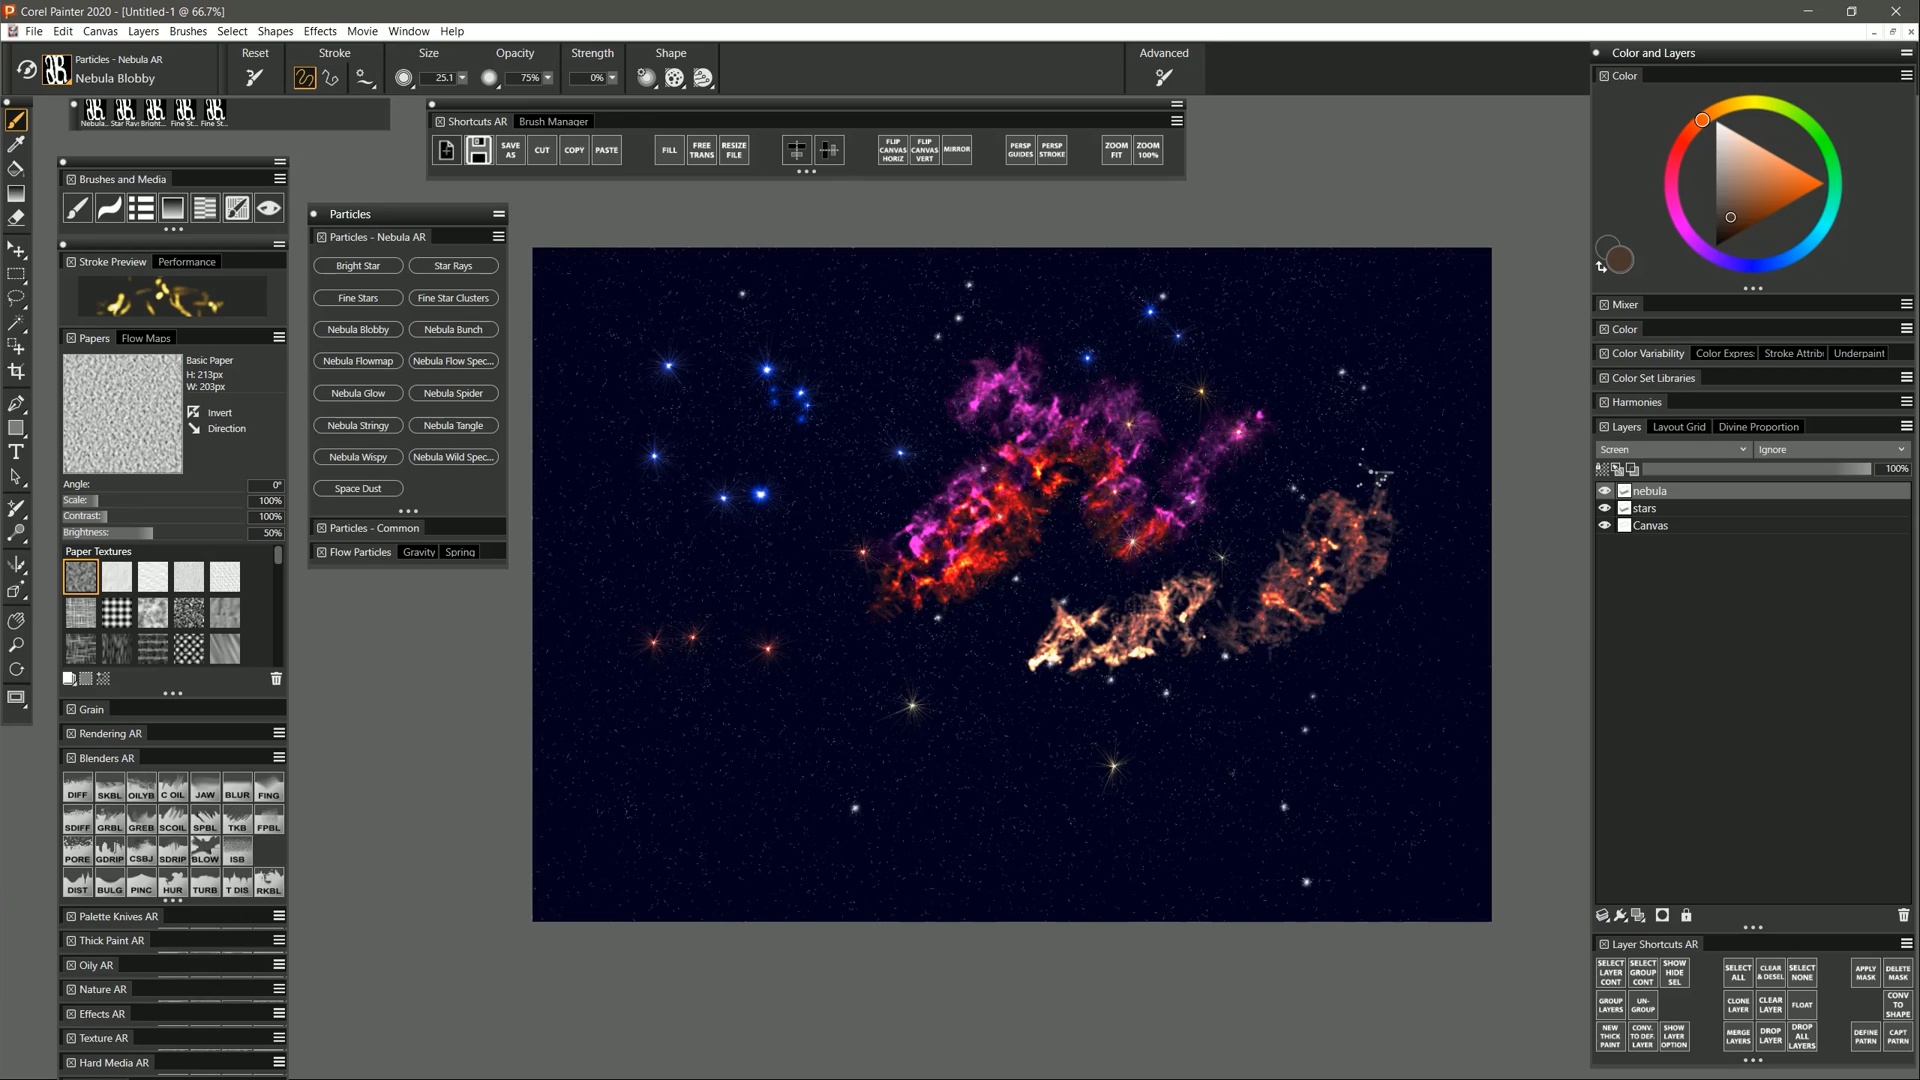 Corel Painter 2020 - [Untitled-1 @ 66.7%]
File Edit Canvas Layers Brushes Select Shapes Effects Movie Window Help
Particles - Nebula AR
Nebula Blobby
Reset
Stroke
Size
25.1
Opacity
75%
Strength
0%
Shape
Advanced
Nebula... Star Rays Bright... Fine St... Fine St...
Shortcuts AR Brush Manager
SAVE AS
CUT
COPY
PASTE
FILL
FREE TRANS
RESIZE FILE
FLIP CANVAS HORIZ
FLIP CANVAS VERT
MIRROR
PERSP GUIDES
PERSP STROKE
ZOOM FIT
ZOOM 100%
Brushes and Media
Stroke Preview Performance
Papers Flow Maps
Basic Paper
H: 213px
W: 203px
Invert
Direction
Angle: 0°
Scale: 100%
Contrast: 100%
Brightness: 50%
Paper Textures
Grain
Rendering AR
Blenders AR
DIFF SKBL OILYB C OIL JAW BLUR FING
SDIFF GRBL GREB SCOIL SPBL TKB FPBL
PORE GDRIP CSBJ SDRIP BLOW ISB
DIST BULG PINC HUR TURB T DIS RKBL
Palette Knives AR
Thick Paint AR
Oily AR
Nature AR
Effects AR
Texture AR
Hard Media AR
Particles
Particles - Nebula AR
Bright Star Star Rays
Fine Stars Fine Star Clusters
Nebula Blobby Nebula Bunch
Nebula Flowmap Nebula Flow Spec...
Nebula Glow Nebula Spider
Nebula Stringy Nebula Tangle
Nebula Wispy Nebula Wild Spec...
Space Dust
Particles - Common
Flow Particles Gravity Spring
Color and Layers
Color
Mixer
Color
Color Variability Color Expres: Stroke Attrib Underpaint
Color Set Libraries
Harmonies
Layers Layout Grid Divine Proportion
Screen Ignore
100%
nebula
stars
Canvas
Layer Shortcuts AR
SELECT LAYER CONT
SELECT GROUP CONT
SHOW HIDE SEL
SELECT ALL
CLEAR & DESEL
SELECT NONE
APPLY MASK
DELETE MASK
GROUP LAYERS
UN-GROUP
CLONE LAYER
CLEAR LAYER
FLOAT
CONV TO SHAPE
NEW THICK PAINT
CONV. TO DEF. LAYER
SHOW LAYER OPTION
MERGE LAYERS
DROP LAYER
DROP ALL LAYERS
DEFINE PATRN
CAPT PATRN